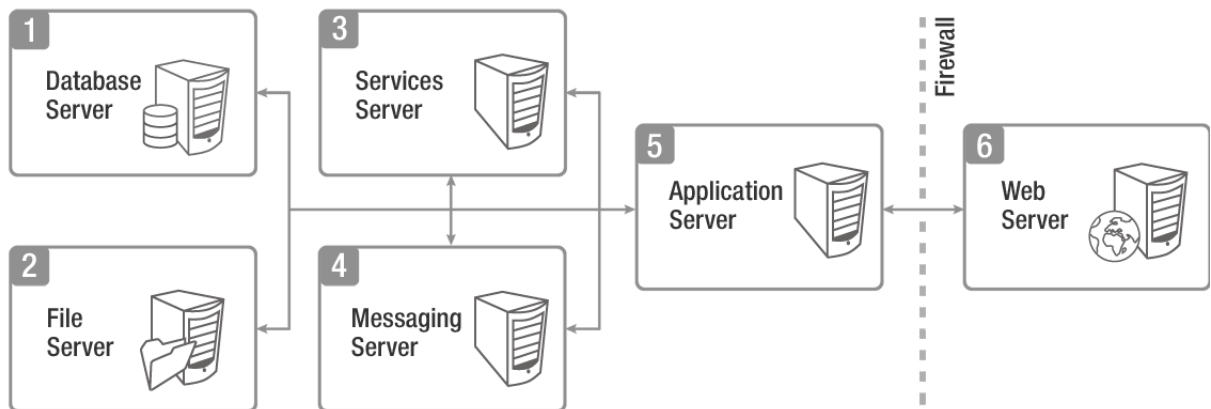 1
Database
Server
3
Services
Server
Firewall
5
Application
Server
6
Web
Server
2
File
Server
4
Messaging
Server